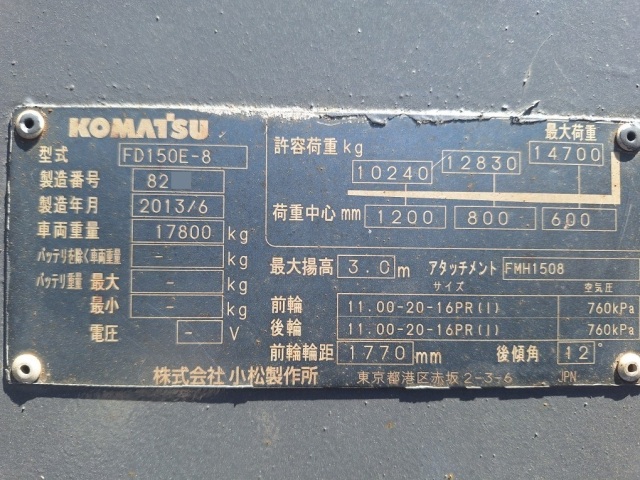 KOMATSU
型式 FD150E-8
製造番号 82
製造年月 2013/6
車両重量 17800 kg
バッテリを除く車両重量 - kg
バッテリ重量 最大 - kg
最小 - kg
電圧 - V
最大荷重
許容荷重 kg 10240 12830 14700
荷重中心 mm 1200 800 600
最大揚高 3.0 m アタッチメント FMH1508
サイズ 空気圧
前輪 11.00-20-16PR(I) 760kPa
後輪 11.00-20-16PR(I) 760kPa
前輪輪距 1770 mm 後傾角 12°
株式会社 小松製作所 東京都港区赤坂2-3-6 JPN